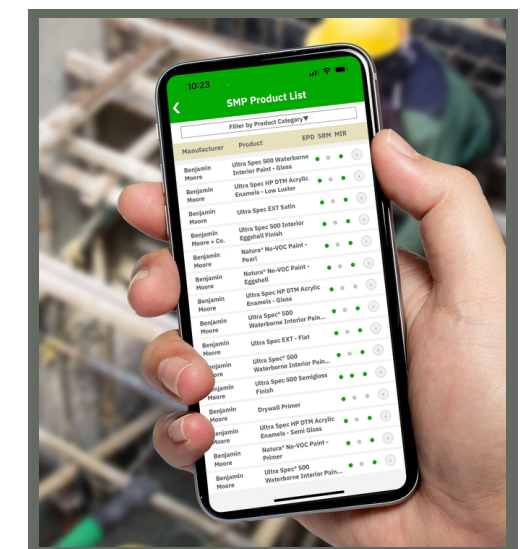 10:23
SMP Product List
Filter by Product Category▼
Manufacturer Product EPD SRM MIR
Benjamin Moore Ultra Spec 500 Waterborne Interior Paint - Gloss
Benjamin Moore Ultra Spec HP DTM Acrylic Enamels - Low Luster
Benjamin Moore Ultra Spec EXT Satin
Benjamin Moore + Co. Ultra Spec 500 Interior Eggshell Finish
Benjamin Moore Natura® No-VOC Paint - Pearl
Benjamin Moore Natura® No-VOC Paint - Eggshell
Benjamin Moore Ultra Spec HP DTM Acrylic Enamels - Gloss
Benjamin Moore Ultra Spec® 500 Waterborne Interior Pain...
Benjamin Moore Ultra Spec EXT - Flat
njamin Moore Ultra Spec® 500 Waterborne Interior Pain...
njamin Moore Ultra Spec 500 Semigloss Finish
Benjamin Moore Drywall Primer
njamin Moore Ultra Spec HP DTM Acrylic Enamels - Semi Gloss
Benjamin Moore Natura® No-VOC Paint - Primer
Benjamin Moore Ultra Spec® 500 Waterborne Interior Pain...